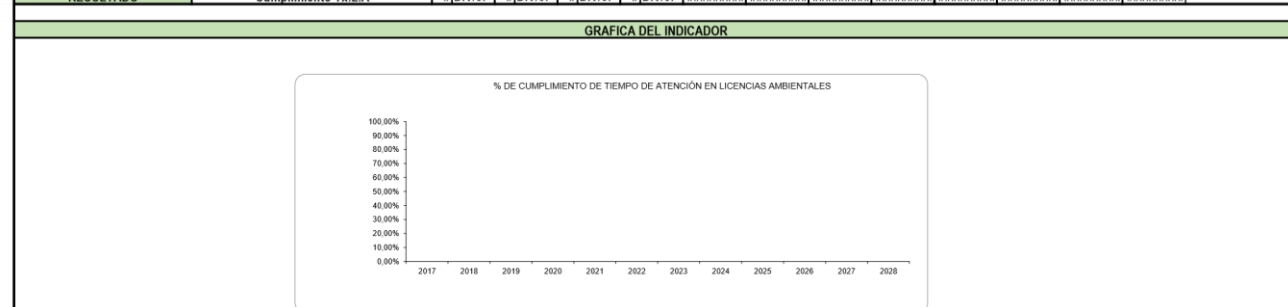 RESULTADO
GRAFICA DEL INDICADOR
% DE CUMPLIMIENTO DE TIEMPO DE ATENCIÓN EN LICENCIAS AMBIENTALES
100,00%
90,00%
80,00%
70,00%
60,00%
50,00%
40,00%
30,00%
20,00%
10,00%
0,00%
2017 2018 2019 2020 2021 2022 2023 2024 2025 2026 2027 2028